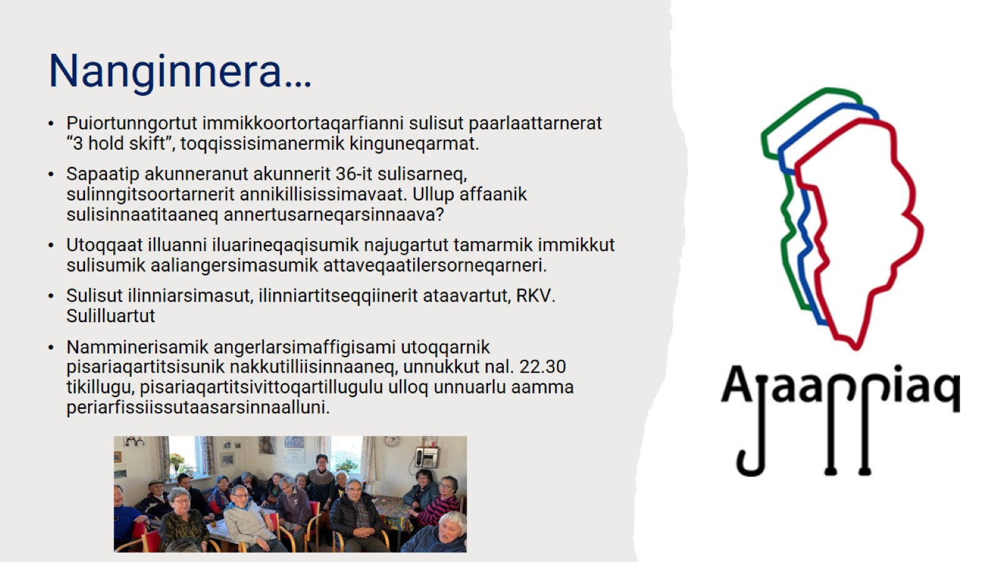 Nanginnera...
• Puiortunngortut immikkoortortaqarfianni sulisut paarlaattarnerat
“3 hold skift”, toqqissisimanermik kinguneqarmat.
• Sapaatip akunneranut akunnerit 36-it sulisarneq,
sulinngitsoortarnerit annikillisissimavaat. Ullup affaanik
sulisinnaatitaaneq annertusarneqarsinnaava?
• Utoqqaat illuanni iluarineqaqisumik najugartut tamarmik immikkut
sulisumik aaliangersimasumik attaveqaatilersorneqarneri.
• Sulisut ilinniarsimasut, ilinniartitseqqiinerit ataavartut, RKV.
Sulilluartut
• Namminerisamik angerlarsimaffigisami utoqqarnik
pisariaqartitsisunik nakkutilliisinnaaneq, unnukkut nal. 22.30
tikillugu, pisariaqartitsivittoqartillugulu ulloq unnuarlu aamma
periarfissiissutaasarsinnaalluni.
Ajaappiaq